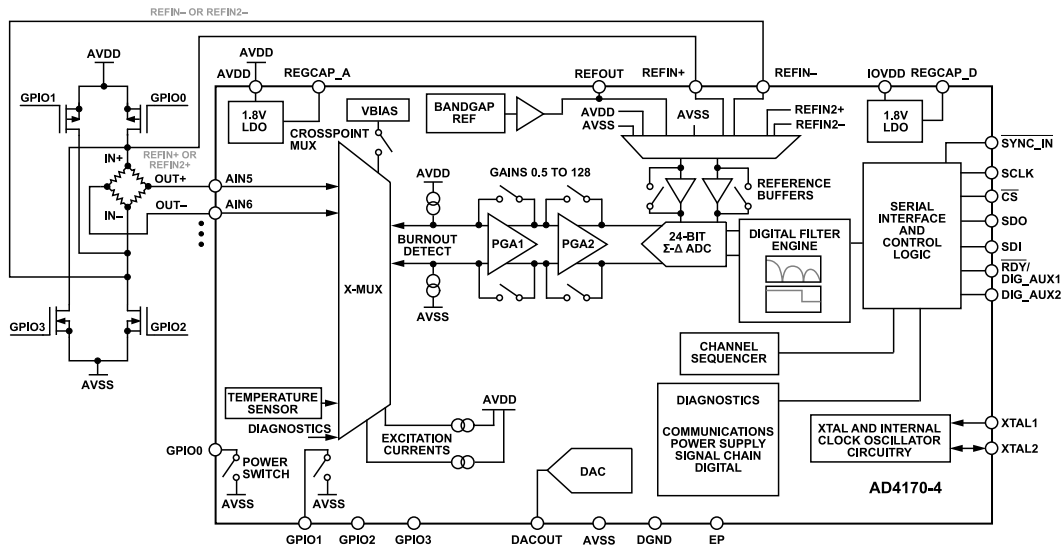 REFIN– OR REFIN2–
AVDD
GPIO1
GPIO0
IN+
REFIN+ OR
REFIN2+
OUT+
IN–
OUT–
GPIO3
GPIO2
AVSS
AVDD
AVDD
REGCAP_A
REFOUT
REFIN+
REFIN–
IOVDD
REGCAP_D
1.8V
LDO
CROSSPOINT
MUX
VBIAS
BANDGAP
REF
AVDD
AVSS
AVSS
REFIN2+
REFIN2–
1.8V
LDO
AIN5
AIN6
AVDD
GAINS 0.5 TO 128
REFERENCE
BUFFERS
BURNOUT
DETECT
PGA1
PGA2
24-BIT
Σ-Δ ADC
DIGITAL FILTER
ENGINE
SERIAL
INTERFACE
AND
CONTROL
LOGIC
SYNC_IN
SCLK
CS
SDO
SDI
RDY/
DIG_AUX1
DIG_AUX2
X-MUX
AVSS
CHANNEL
SEQUENCER
TEMPERATURE
SENSOR
DIAGNOSTICS
AVDD
EXCITATION
CURRENTS
DIAGNOSTICS
COMMUNICATIONS
POWER SUPPLY
SIGNAL CHAIN
DIGITAL
XTAL AND INTERNAL
CLOCK OSCILLATOR
CIRCUITRY
XTAL1
XTAL2
GPIO0
POWER
SWITCH
AVSS
AVSS
DAC
AD4170-4
GPIO1
GPIO2
GPIO3
DACOUT
AVSS
DGND
EP